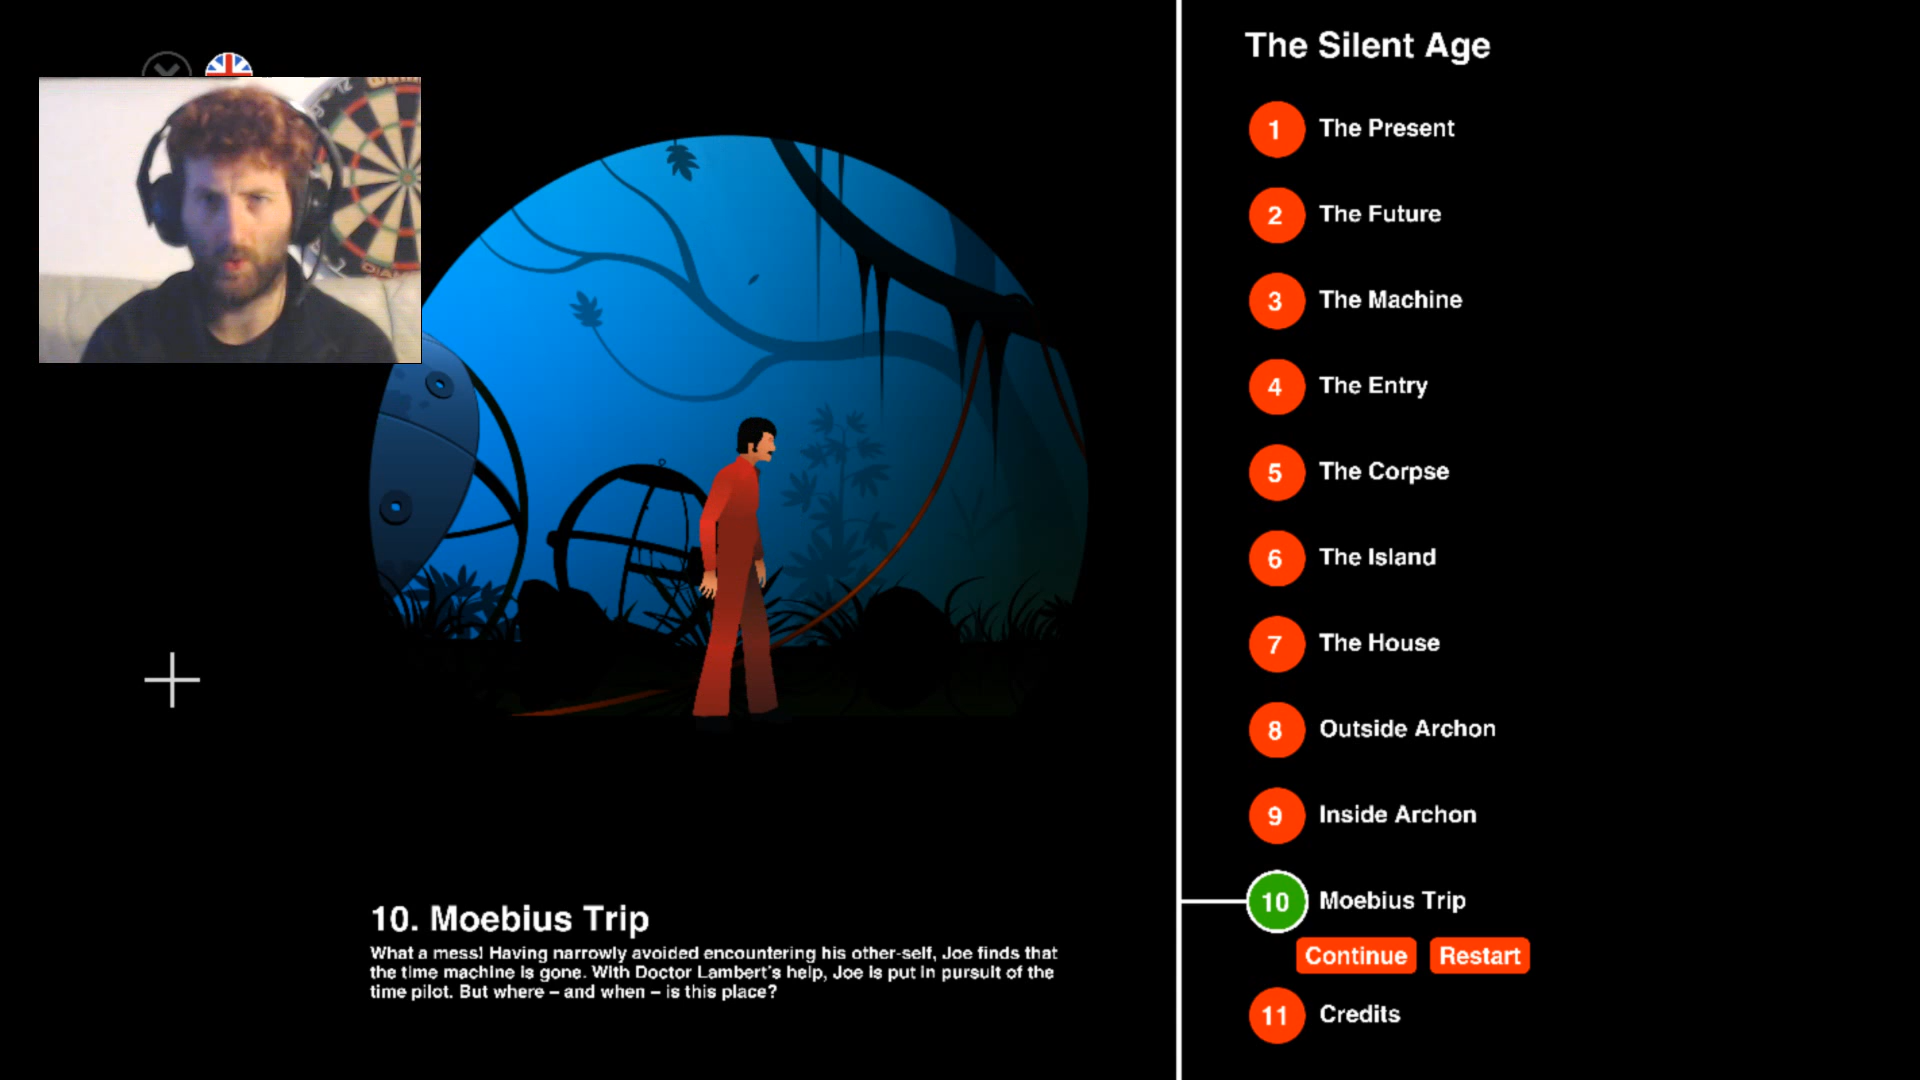 The Silent Age
1 The Present
2 The Future
3 The Machine
4 The Entry
5 The Corpse
6 The Island
7 The House
8 Outside Archon
9 Inside Archon
10 Moebius Trip
Continue Restart
11 Credits
10. Moebius Trip
What a mess! Having narrowly avoided encountering his other-self, Joe finds that
the time machine is gone. With Doctor Lambert's help, Joe is put in pursuit of the
time pilot. But where – and when – is this place?